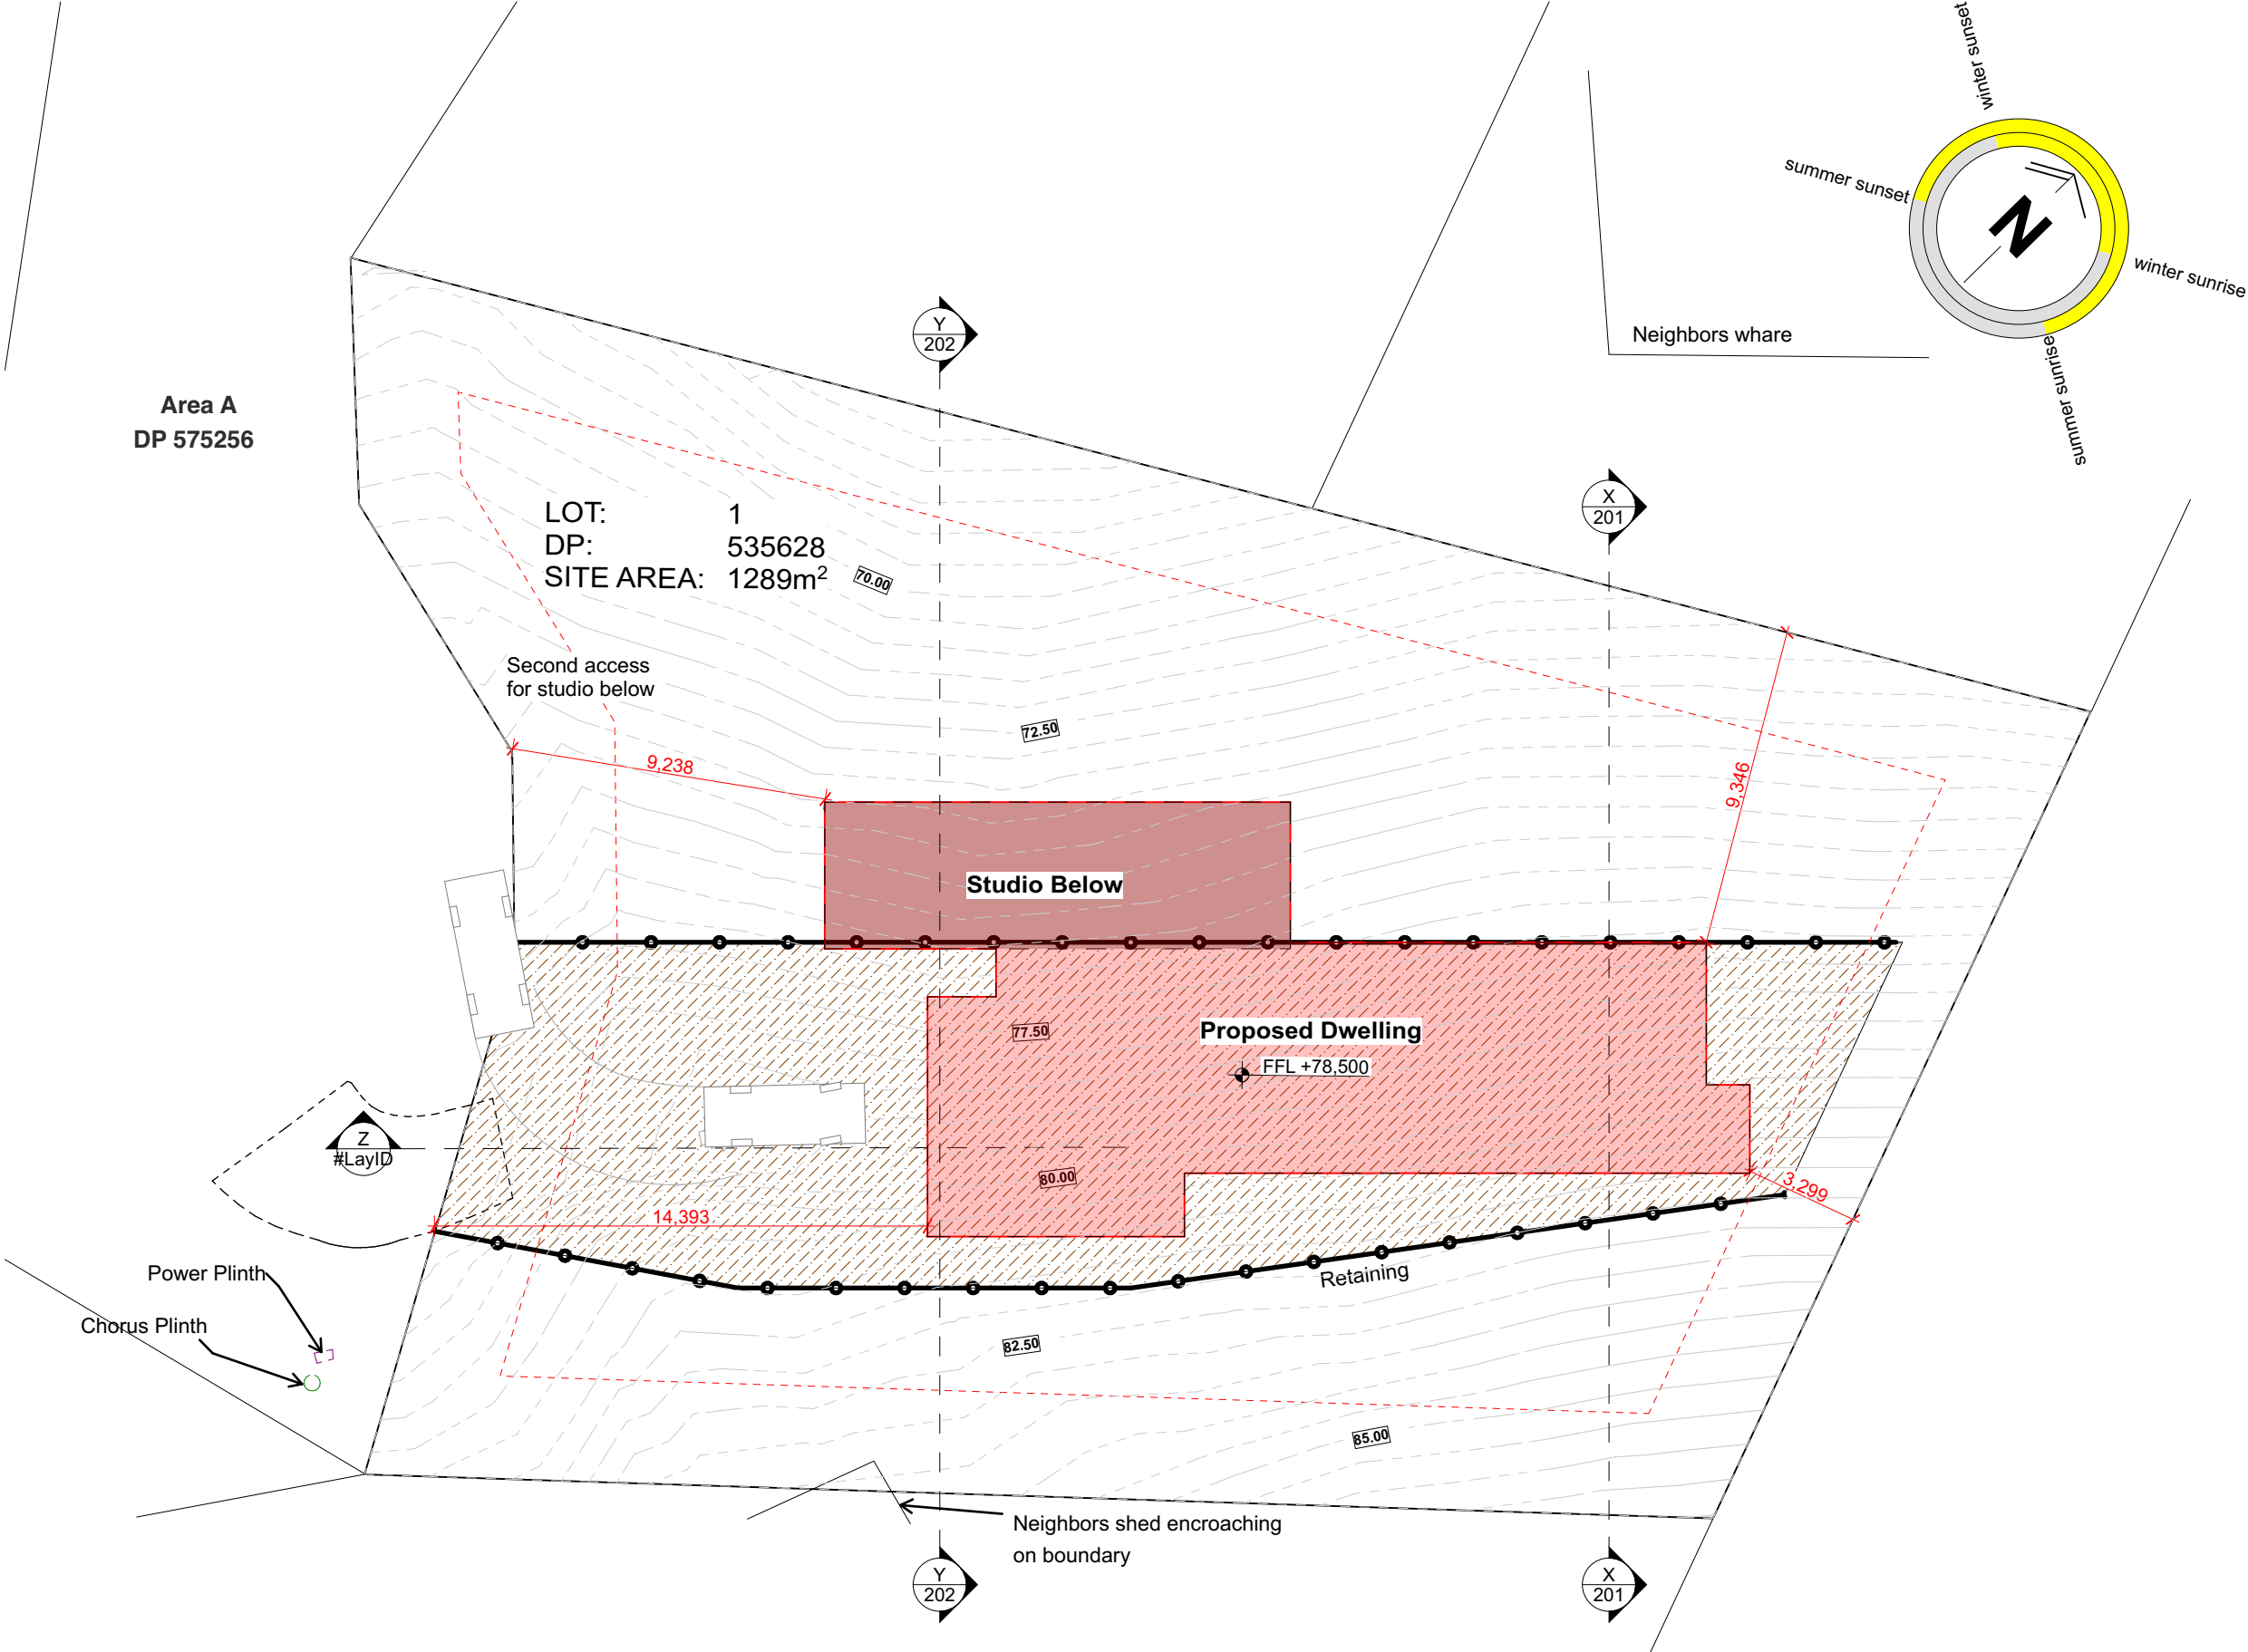 winter sunset
summer sunset
N
winter sunrise
summer sunrise
Neighbors whare
Y
202
Area A
DP 575256
X
201
LOT: 1
DP: 535628
SITE AREA: 1289m²
70.00
Second access
for studio below
72.50
9,238
9,346
Studio Below
77.50
Proposed Dwelling
FFL +78,500
Z
#LayID
80.00
3,299
14,393
Retaining
Power Plinth
Chorus Plinth
82.50
85.00
Neighbors shed encroaching
on boundary
Y
202
X
201